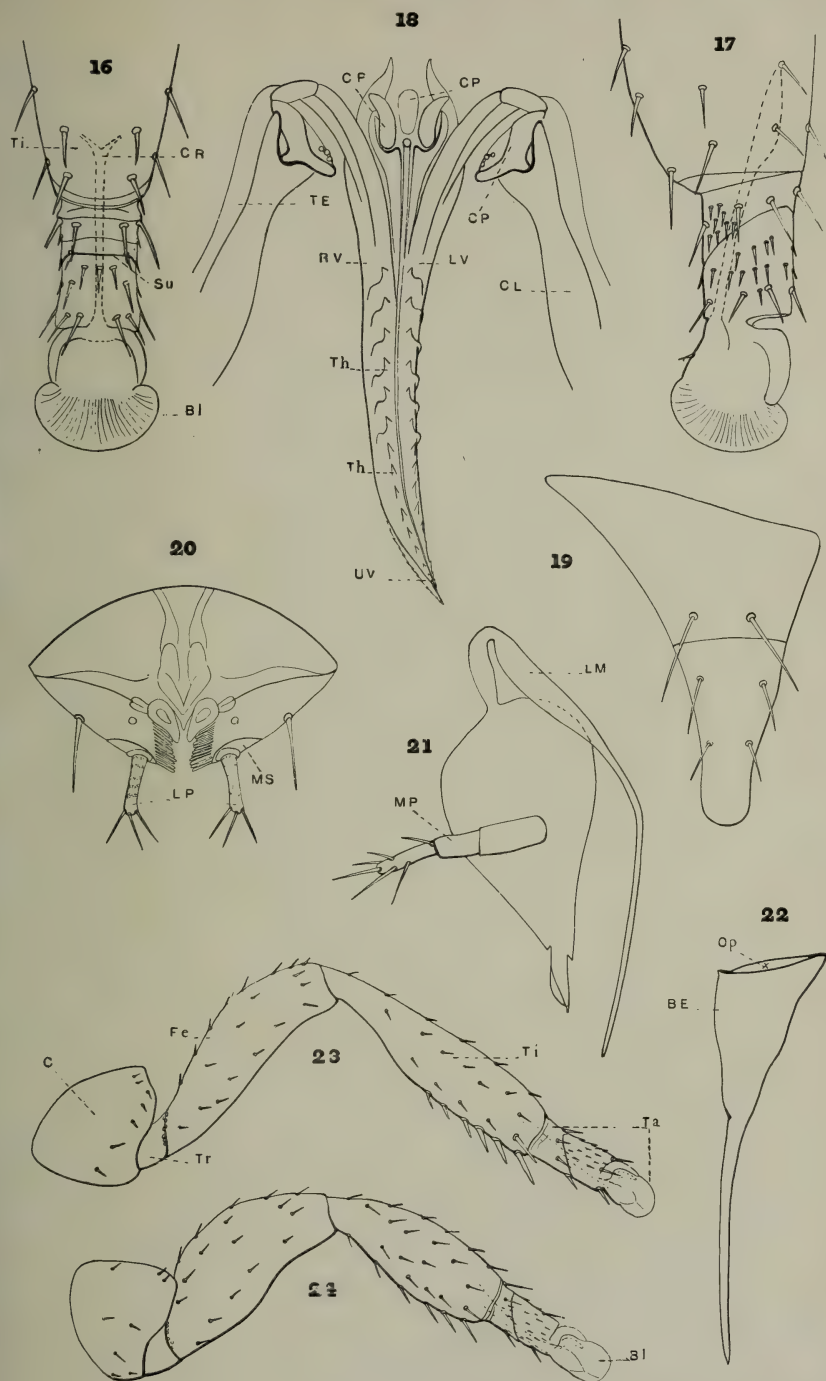 18
16
17
CP
CP
Ti
CR
TE
CP
RV
LV
CL
Su
Th
Bl
Th
20
UV
19
LM
21
MS
LP
MP
22
Op
BE
Fe
Ti
C
23
Ta
Tr
24
Bl